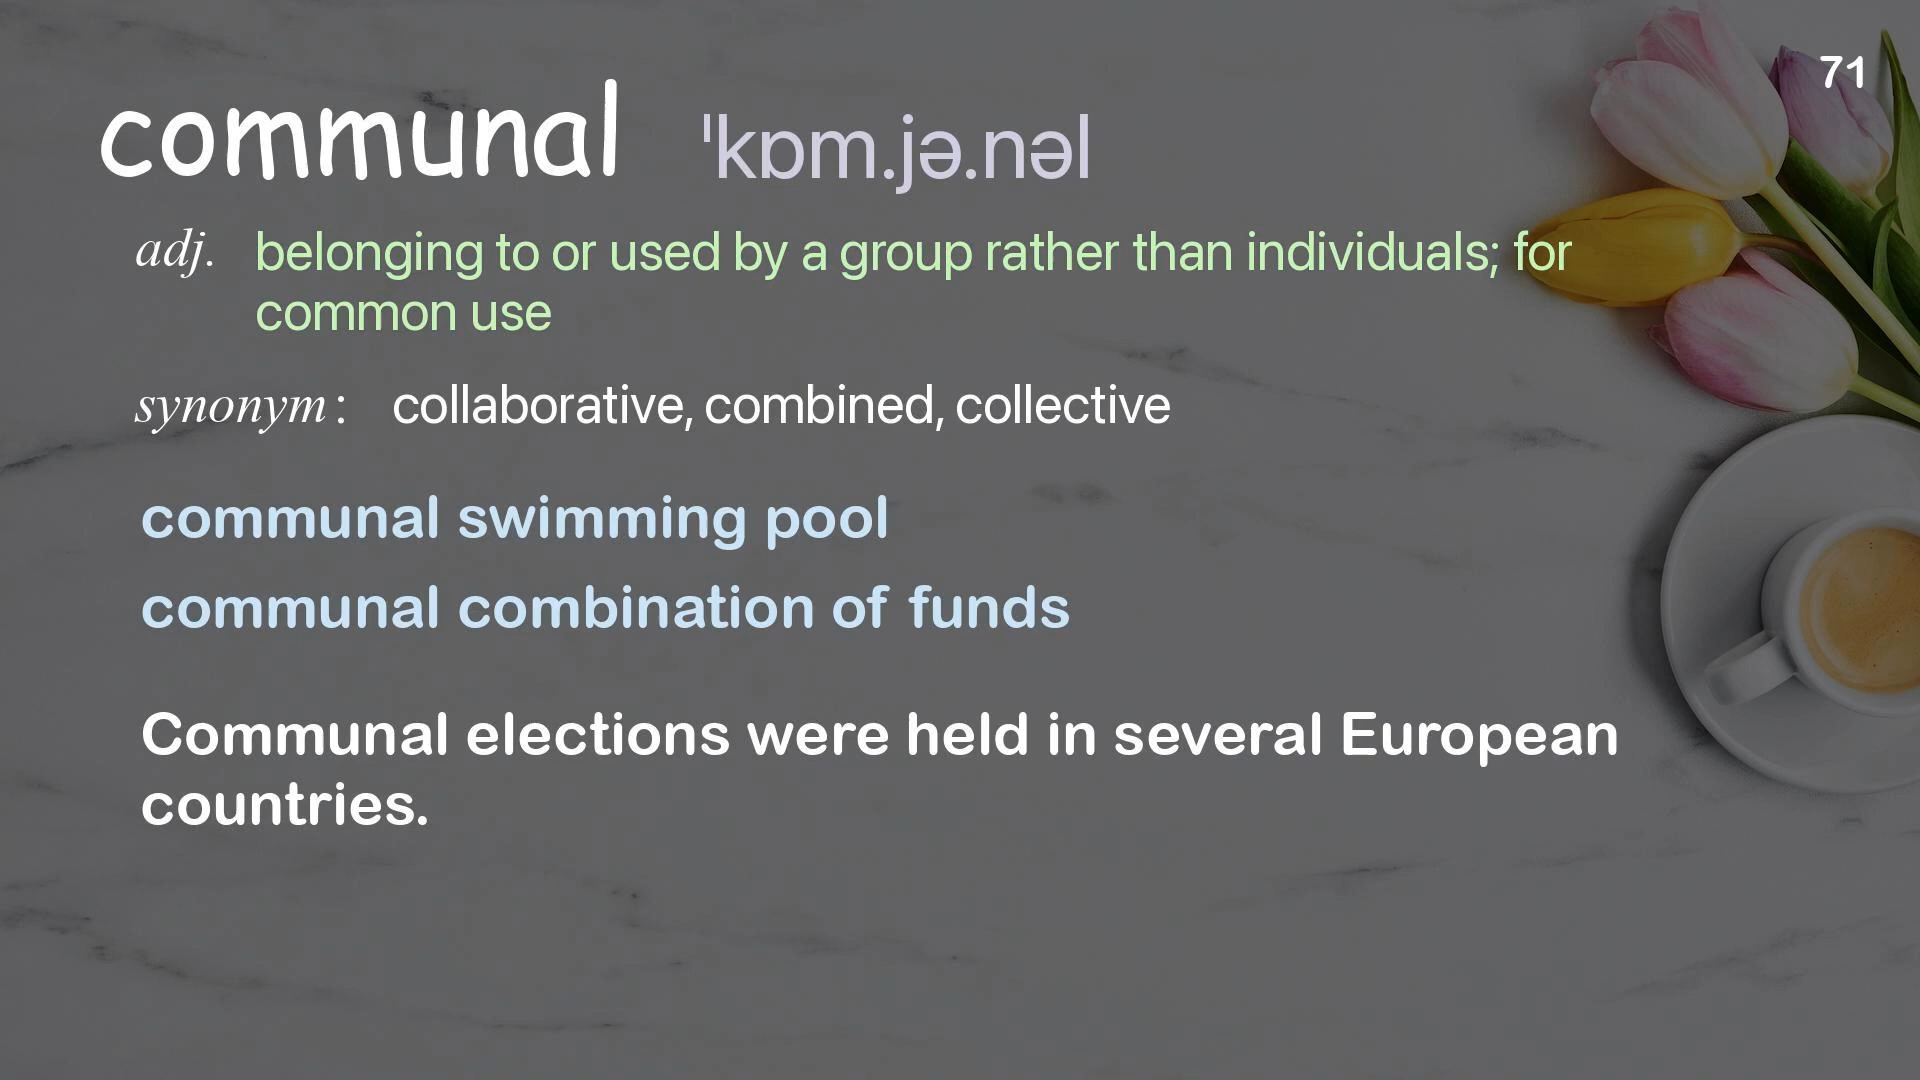 71
communal ˈkɒm.jə.nəl
adj. belonging to or used by a group rather than individuals; for
common use
synonym : collaborative, combined, collective
communal swimming pool
communal combination of funds
Communal elections were held in several European
countries.